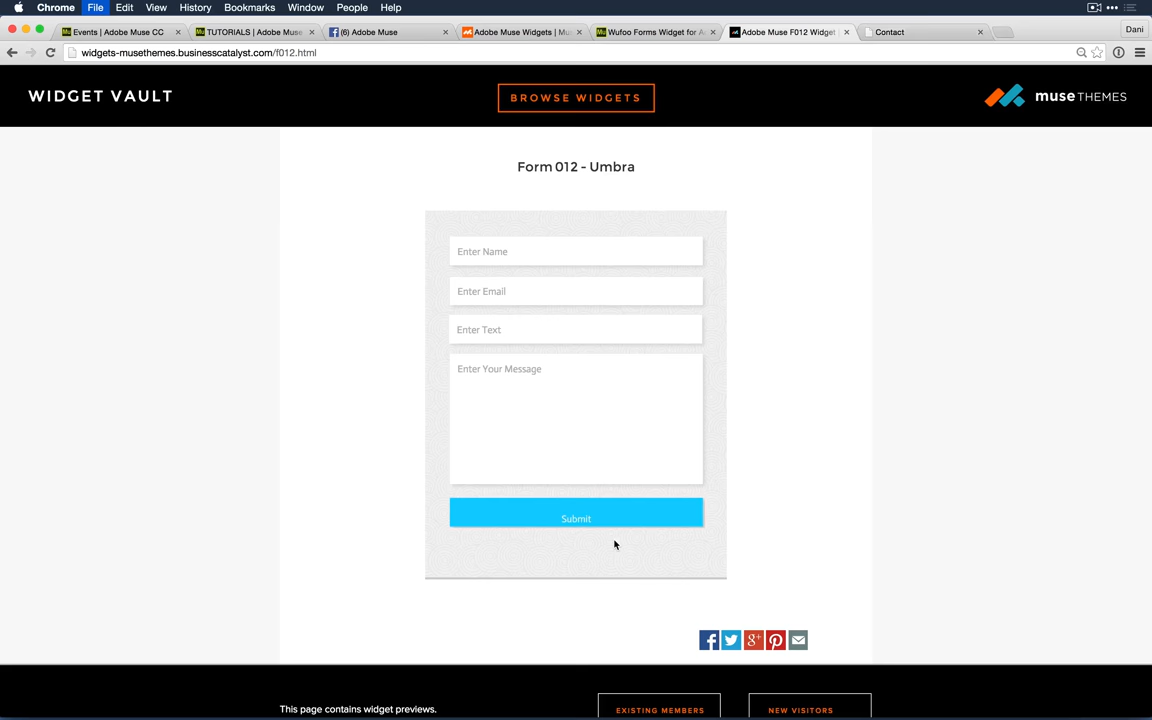 Chrome File Edit View History Bookmarks Window People Help
Events | Adobe Muse CC
TUTORIALS | Adobe Muse
(6) Adobe Muse
Adobe Muse Widgets | Mu
Wufoo Forms Widget for A
Adobe Muse F012 Widget
Contact
Dani
widgets-musethemes.businesscatalyst.com/f012.html
WIDGET VAULT
BROWSE WIDGETS
muse THEMES
Form 012 - Umbra
Enter Name
Enter Email
Enter Text
Enter Your Message
Submit
This page contains widget previews.
EXISTING MEMBERS
NEW VISITORS